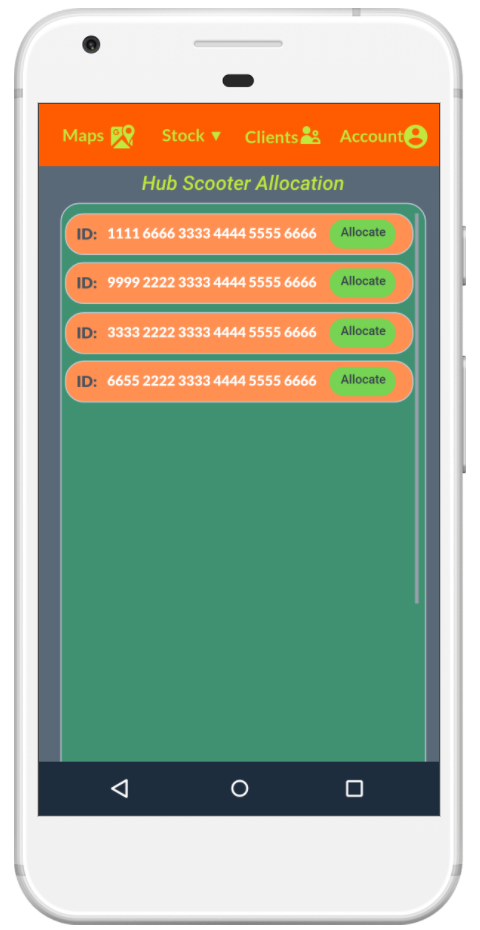 Maps Stock ▼ Clients Account
Hub Scooter Allocation
ID: 1111 6666 3333 4444 5555 6666 Allocate
ID: 9999 2222 3333 4444 5555 6666 Allocate
ID: 3333 2222 3333 4444 5555 6666 Allocate
ID: 6655 2222 3333 4444 5555 6666 Allocate